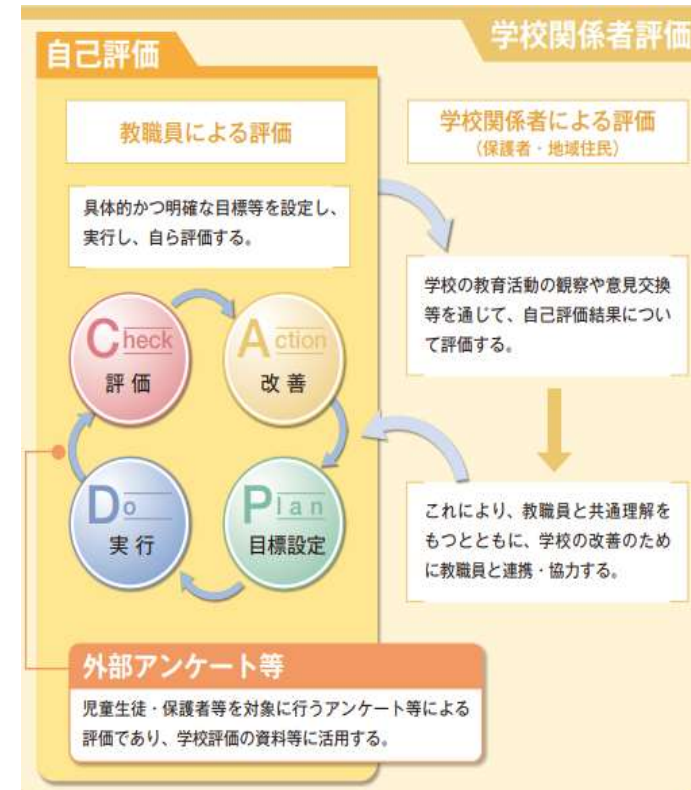 学校関係者評価
自己評価
教職員による評価
具体的かつ明確な目標等を設定し、
実行し、自ら評価する。
Check
評価
Action
改善
Do
実行
Plan
目標設定
学校関係者による評価
(保護者・地域住民)
学校の教育活動の観察や意見交換
等を通じて、自己評価結果につい
て評価する。
これにより、教職員と共通理解を
もつとともに、学校の改善のため
に教職員と連携・協力する。
外部アンケート等
児童生徒・保護者等を対象に行うアンケート等による
評価であり、学校評価の資料等に活用する。